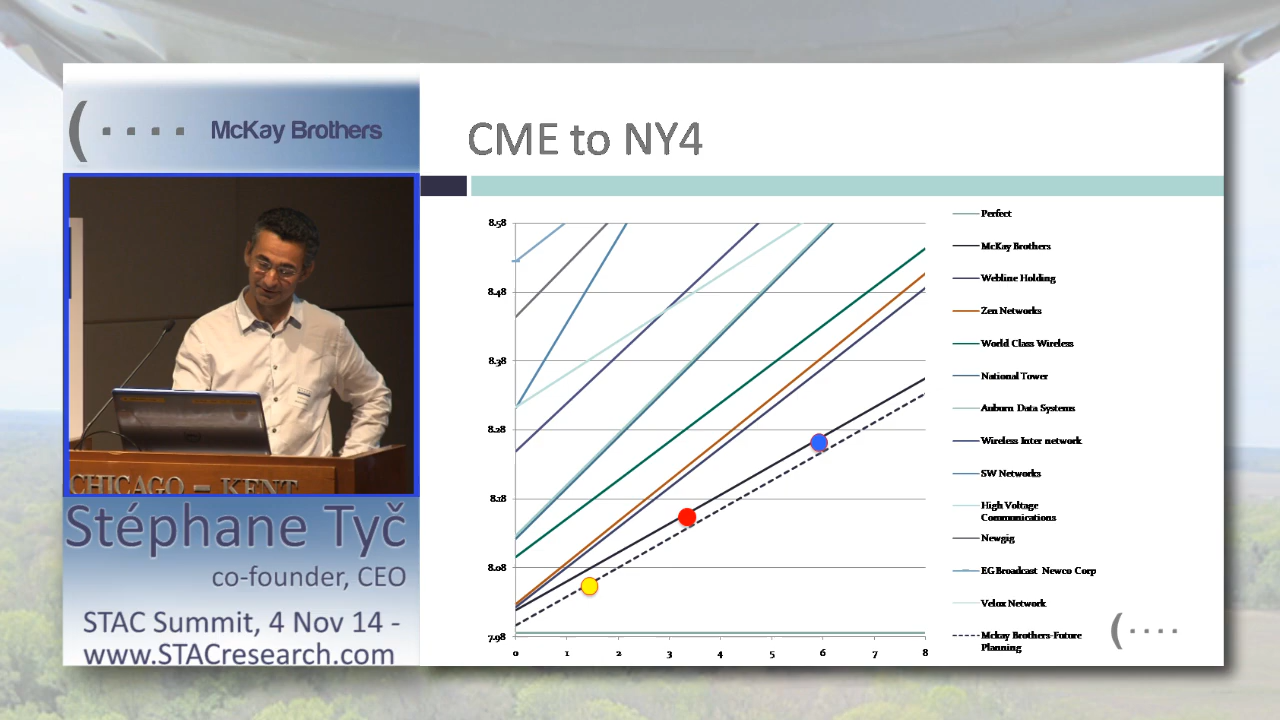 McKay Brothers
CHICAGO – KENT
Stéphane Tyč
co-founder, CEO
STAC Summit, 4 Nov 14 -
www.STACresearch.com
CME to NY4
8.58
8.48
8.38
8.28
8.18
8.08
7.98
0 1 2 3 4 5 6 7 8
Perfect
McKay Brothers
Webline Holding
Zen Networks
World Class Wireless
National Tower
Auburn Data Systems
Wireless Inter network
SW Networks
High Voltage
Communications
Newgig
EG Broadcast Newco Corp
Velox Network
Mckay Brothers-Future
Planning